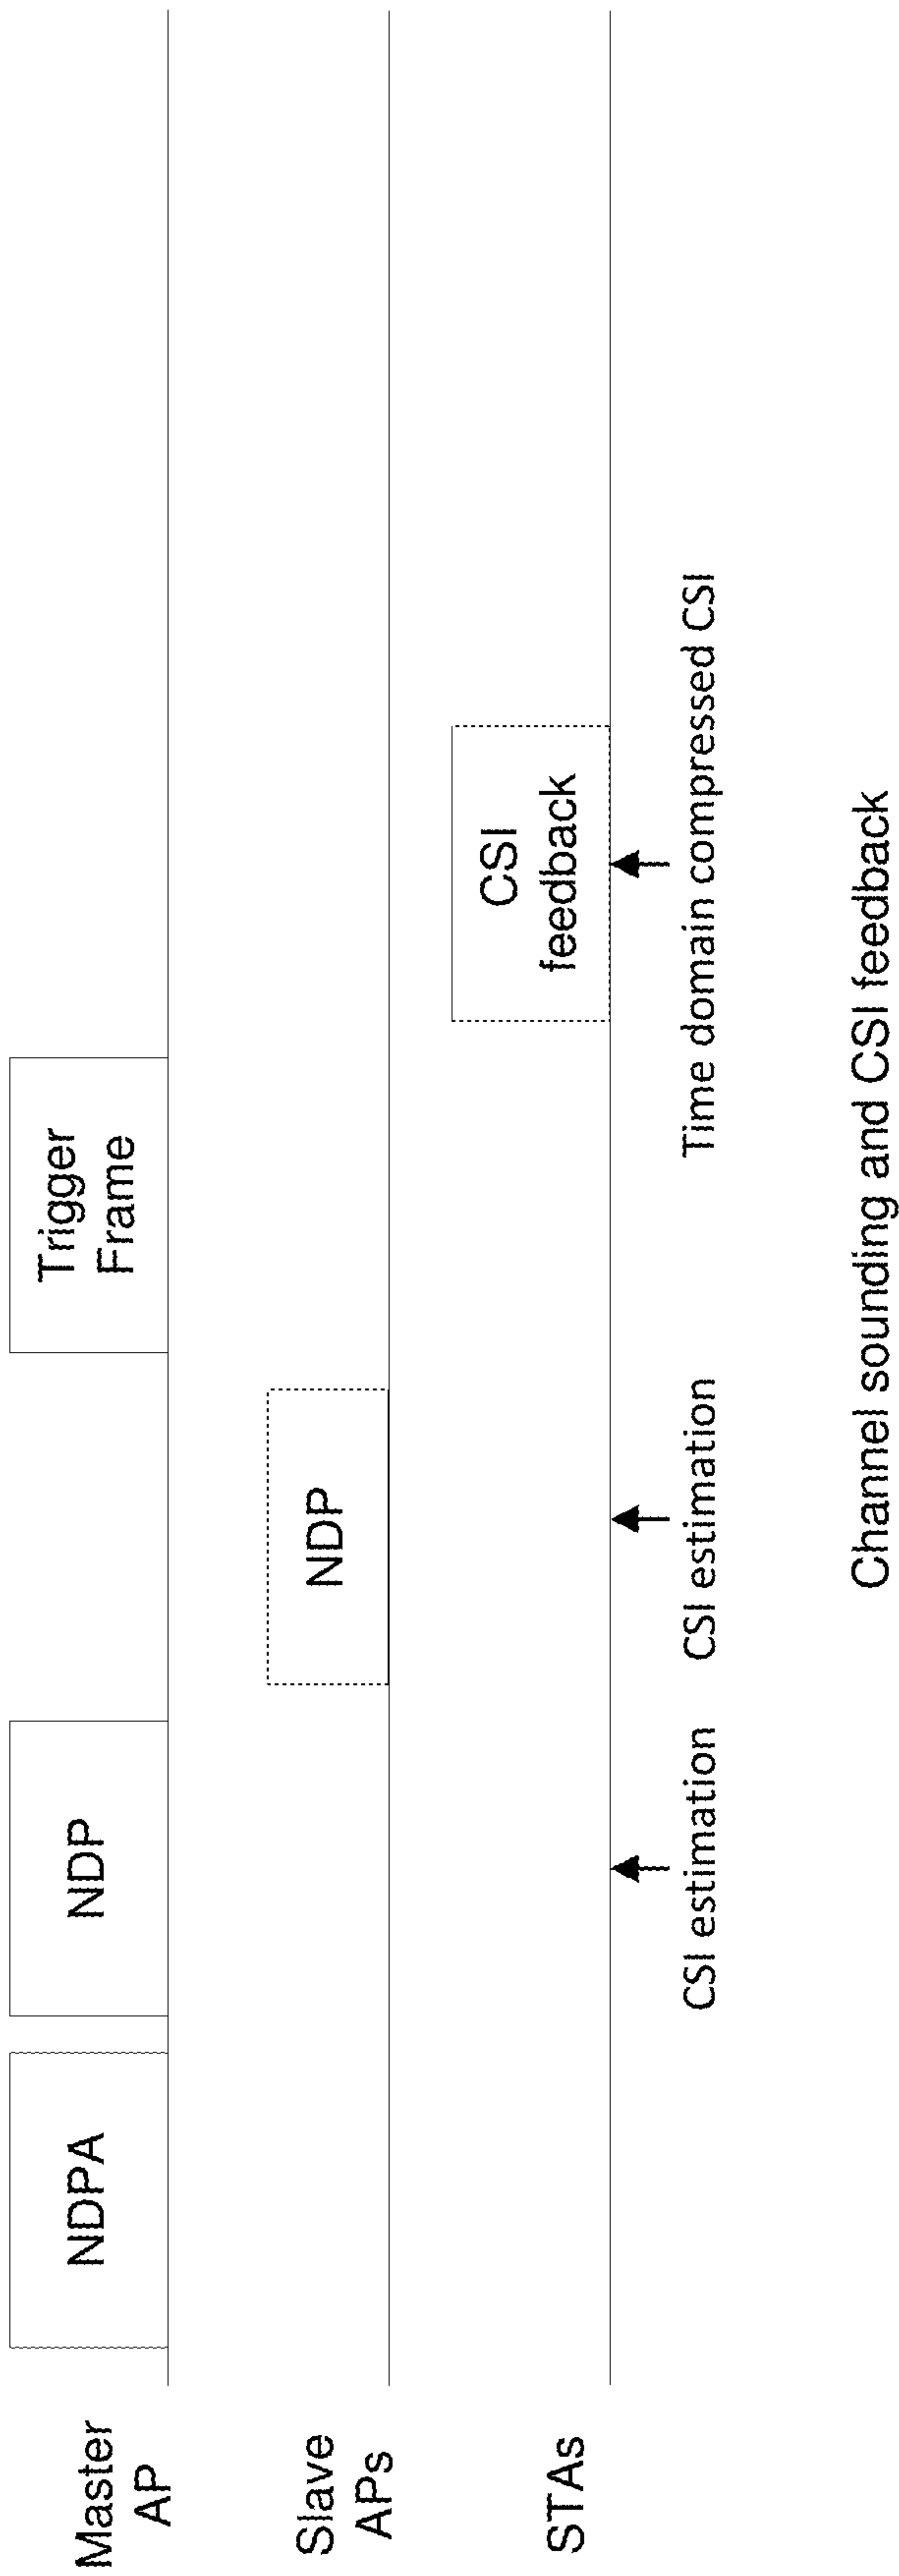 Master
AP
NDPA
NDP
Trigger
Frame
Slave
APs
NDP
STAs
CSI
feedback
CSI estimation
CSI estimation
Time domain compressed CSI
Channel sounding and CSI feedback